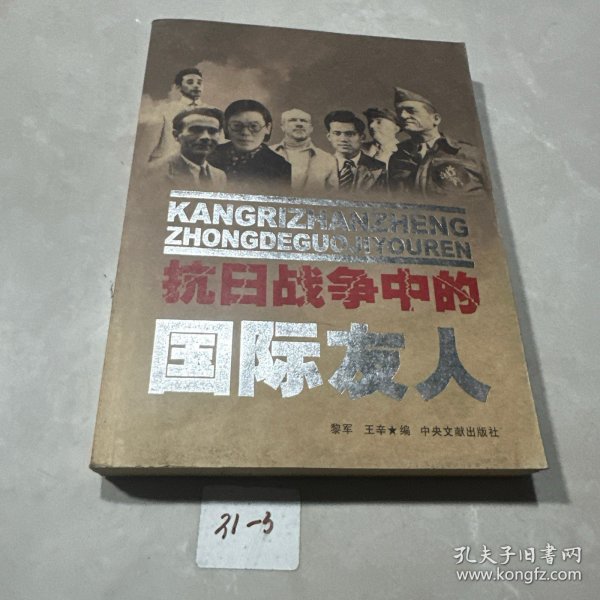 KANGRIZHANZHENG
ZHONGDEGUOJIYOUREN
抗日战争中的
国际友人
黎军 王辛★编 中央文献出版社
31-3
孔夫子旧書网
www.kongfz.com